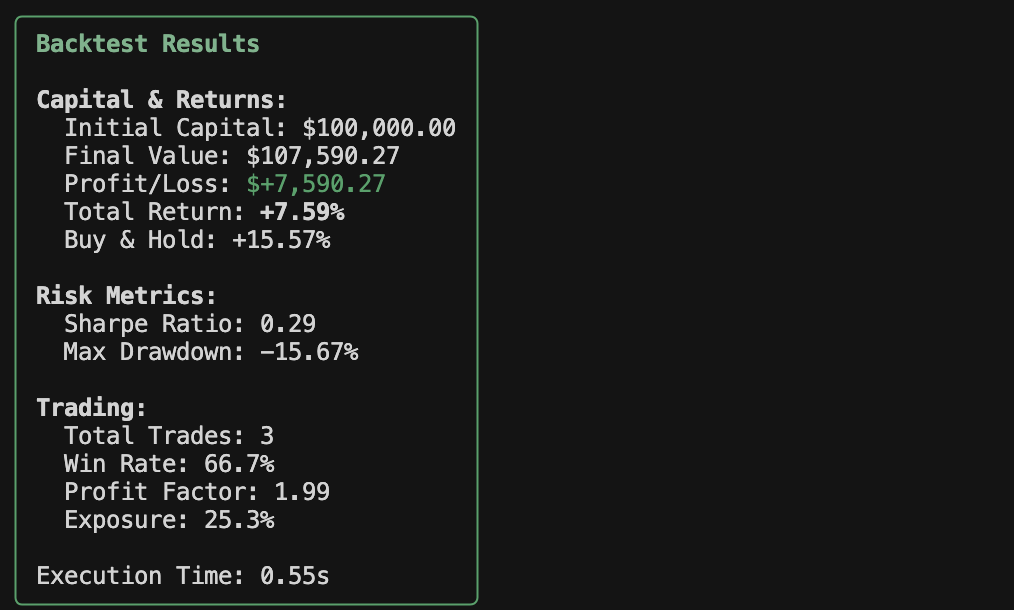 Backtest Results
Capital & Returns:
Initial Capital: $100,000.00
Final Value: $107,590.27
Profit/Loss: $+7,590.27
Total Return: +7.59%
Buy & Hold: +15.57%
Risk Metrics:
Sharpe Ratio: 0.29
Max Drawdown: -15.67%
Trading:
Total Trades: 3
Win Rate: 66.7%
Profit Factor: 1.99
Exposure: 25.3%
Execution Time: 0.55s